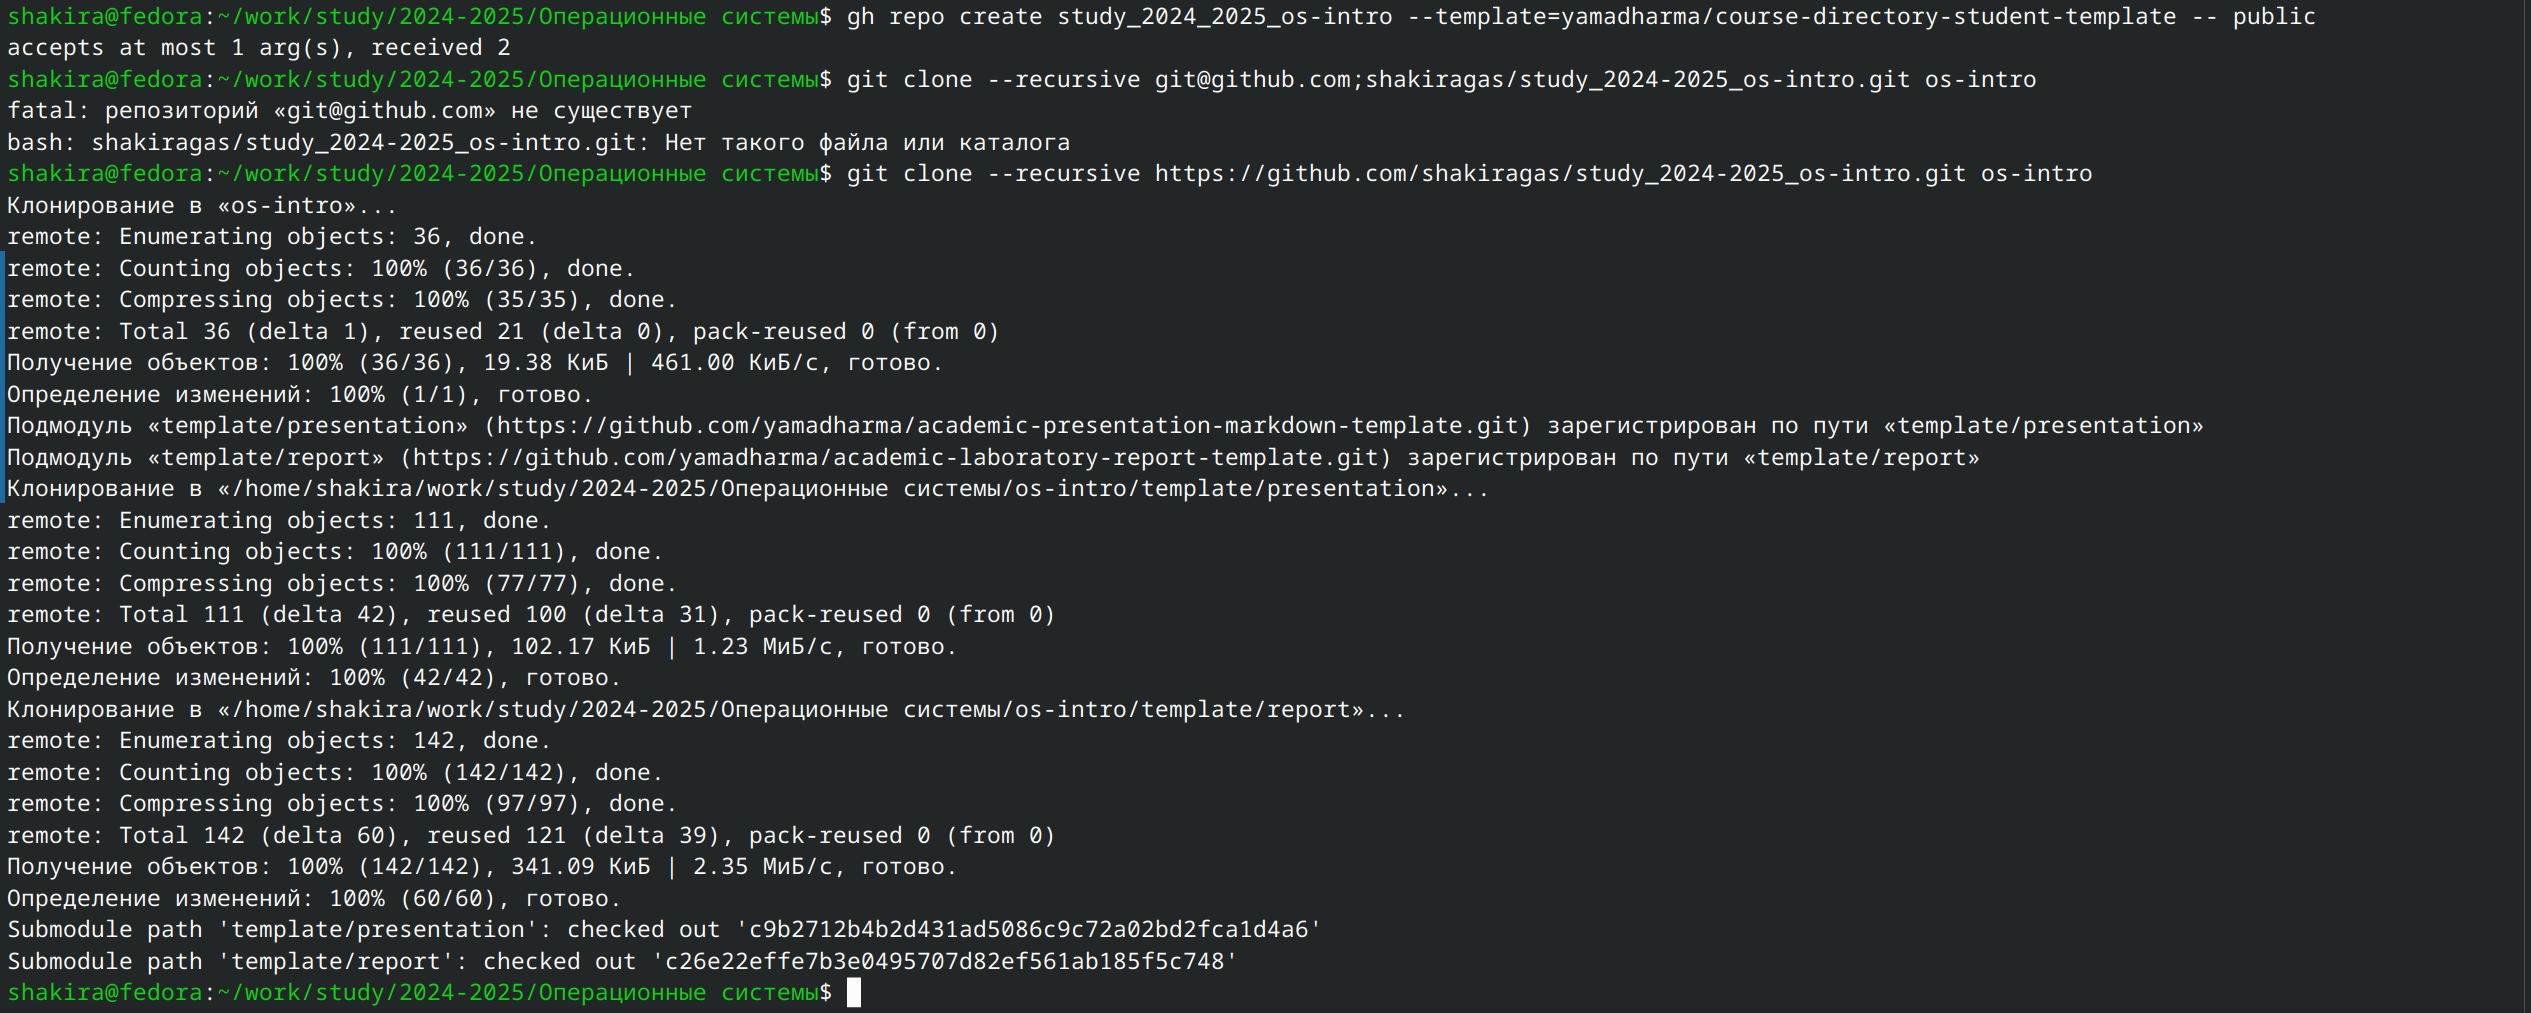 shakira@fedora:~/work/study/2024-2025/Операционные системы$ gh repo create study_2024_2025_os-intro --template=yamadharma/course-directory-student-template -- public
accepts at most 1 arg(s), received 2
shakira@fedora:~/work/study/2024-2025/Операционные системы$ git clone --recursive git@github.com;shakiragas/study_2024-2025_os-intro.git os-intro
fatal: репозиторий «git@github.com» не существует
bash: shakiragas/study_2024-2025_os-intro.git: Нет такого файла или каталога
shakira@fedora:~/work/study/2024-2025/Операционные системы$ git clone --recursive https://github.com/shakiragas/study_2024-2025_os-intro.git os-intro
Клонирование в «os-intro»...
remote: Enumerating objects: 36, done.
remote: Counting objects: 100% (36/36), done.
remote: Compressing objects: 100% (35/35), done.
remote: Total 36 (delta 1), reused 21 (delta 0), pack-reused 0 (from 0)
Получение объектов: 100% (36/36), 19.38 КиБ | 461.00 КиБ/с, готово.
Определение изменений: 100% (1/1), готово.
Подмодуль «template/presentation» (https://github.com/yamadharma/academic-presentation-markdown-template.git) зарегистрирован по пути «template/presentation»
Подмодуль «template/report» (https://github.com/yamadharma/academic-laboratory-report-template.git) зарегистрирован по пути «template/report»
Клонирование в «/home/shakira/work/study/2024-2025/Операционные системы/os-intro/template/presentation»...
remote: Enumerating objects: 111, done.
remote: Counting objects: 100% (111/111), done.
remote: Compressing objects: 100% (77/77), done.
remote: Total 111 (delta 42), reused 100 (delta 31), pack-reused 0 (from 0)
Получение объектов: 100% (111/111), 102.17 КиБ | 1.23 МиБ/с, готово.
Определение изменений: 100% (42/42), готово.
Клонирование в «/home/shakira/work/study/2024-2025/Операционные системы/os-intro/template/report»...
remote: Enumerating objects: 142, done.
remote: Counting objects: 100% (142/142), done.
remote: Compressing objects: 100% (97/97), done.
remote: Total 142 (delta 60), reused 121 (delta 39), pack-reused 0 (from 0)
Получение объектов: 100% (142/142), 341.09 КиБ | 2.35 МиБ/с, готово.
Определение изменений: 100% (60/60), готово.
Submodule path 'template/presentation': checked out 'c9b2712b4b2d431ad5086c9c72a02bd2fca1d4a6'
Submodule path 'template/report': checked out 'c26e22effe7b3e0495707d82ef561ab185f5c748'
shakira@fedora:~/work/study/2024-2025/Операционные системы$